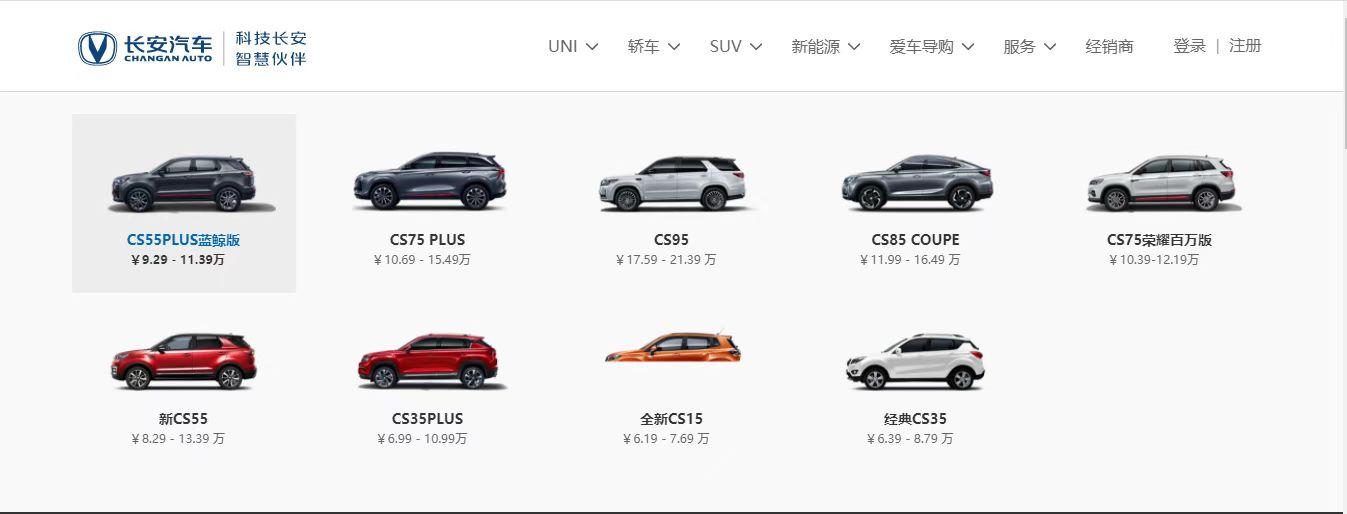 长安汽车
CHANGAN AUTO
科技长安
智慧伙伴
UNI 轿车 SUV 新能源 爱车导购 服务 经销商 登录 | 注册
CS55PLUS蓝鲸版 CS75 PLUS CS95 CS85 COUPE CS75荣耀百万版
￥9.29 - 11.39万 ￥10.69 - 15.49万 ￥17.59 - 21.39 万 ￥11.99 - 16.49 万 ￥10.39-12.19万
新CS55 CS35PLUS 全新CS15 经典CS35
￥8.29 - 13.39 万 ￥6.99 - 10.99万 ￥6.19 - 7.69 万 ￥6.39 - 8.79 万